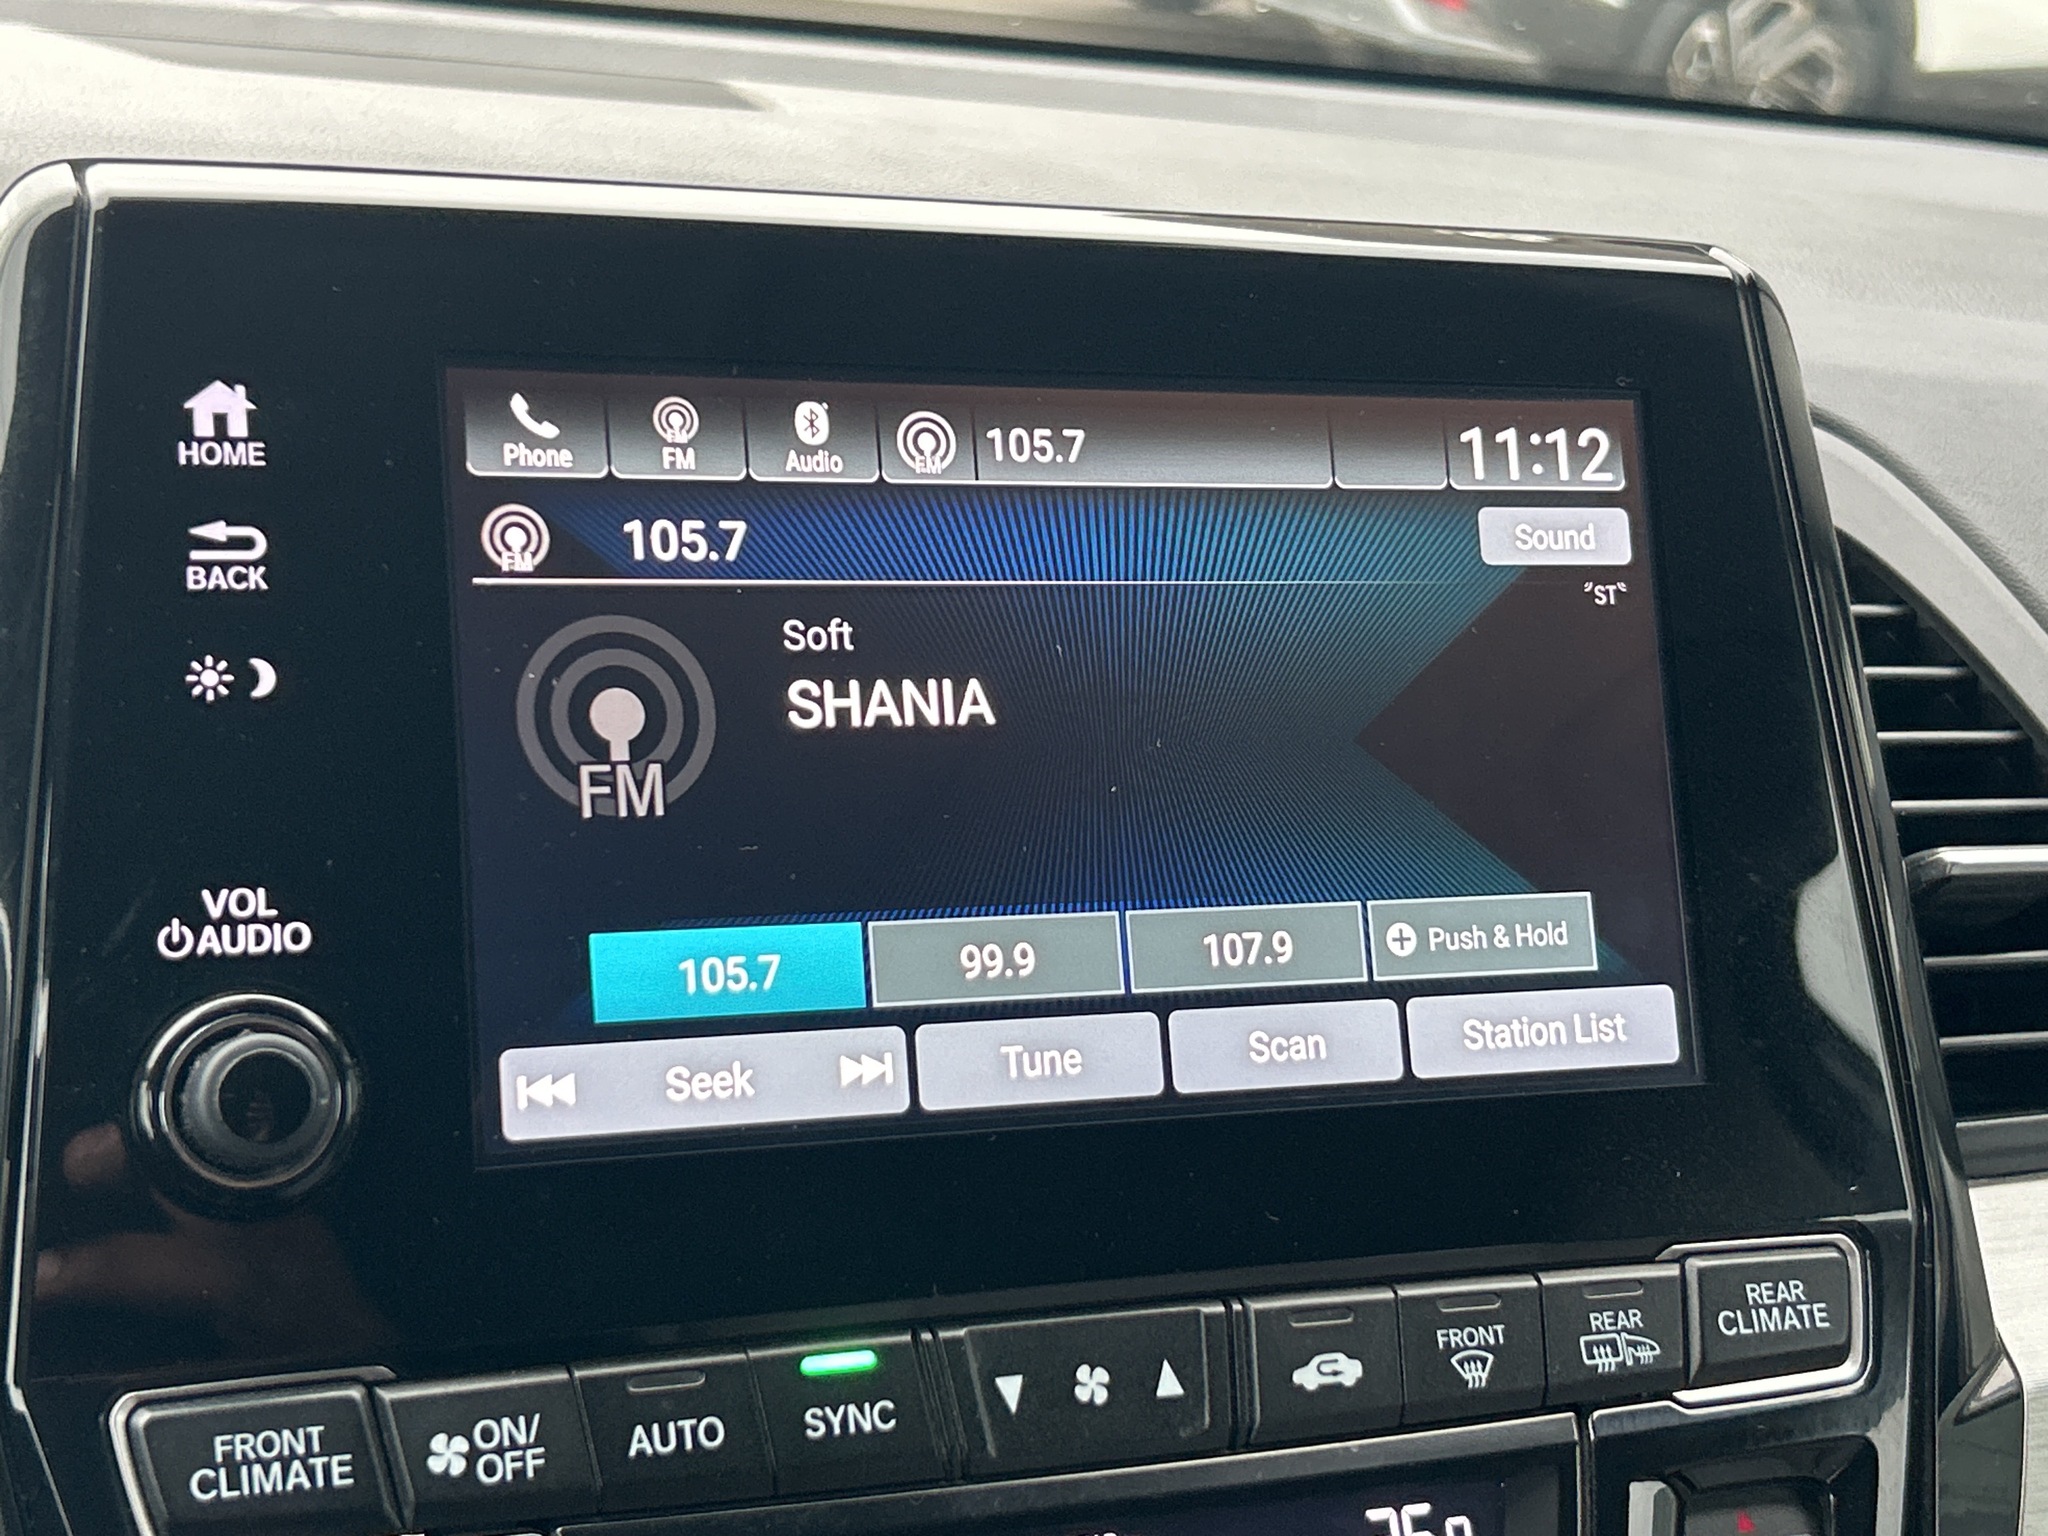 HOME
BACK
VOL
AUDIO
Phone
FM
FM
Audio
FM
105.7
11:12
FM
105.7
Sound
"ST"
Soft
SHANIA
FM
105.7
99.9
107.9
Push & Hold
Seek
Tune
Scan
Station List
FRONT
CLIMATE
ON/
OFF
AUTO
SYNC
FRONT
REAR
REAR
CLIMATE